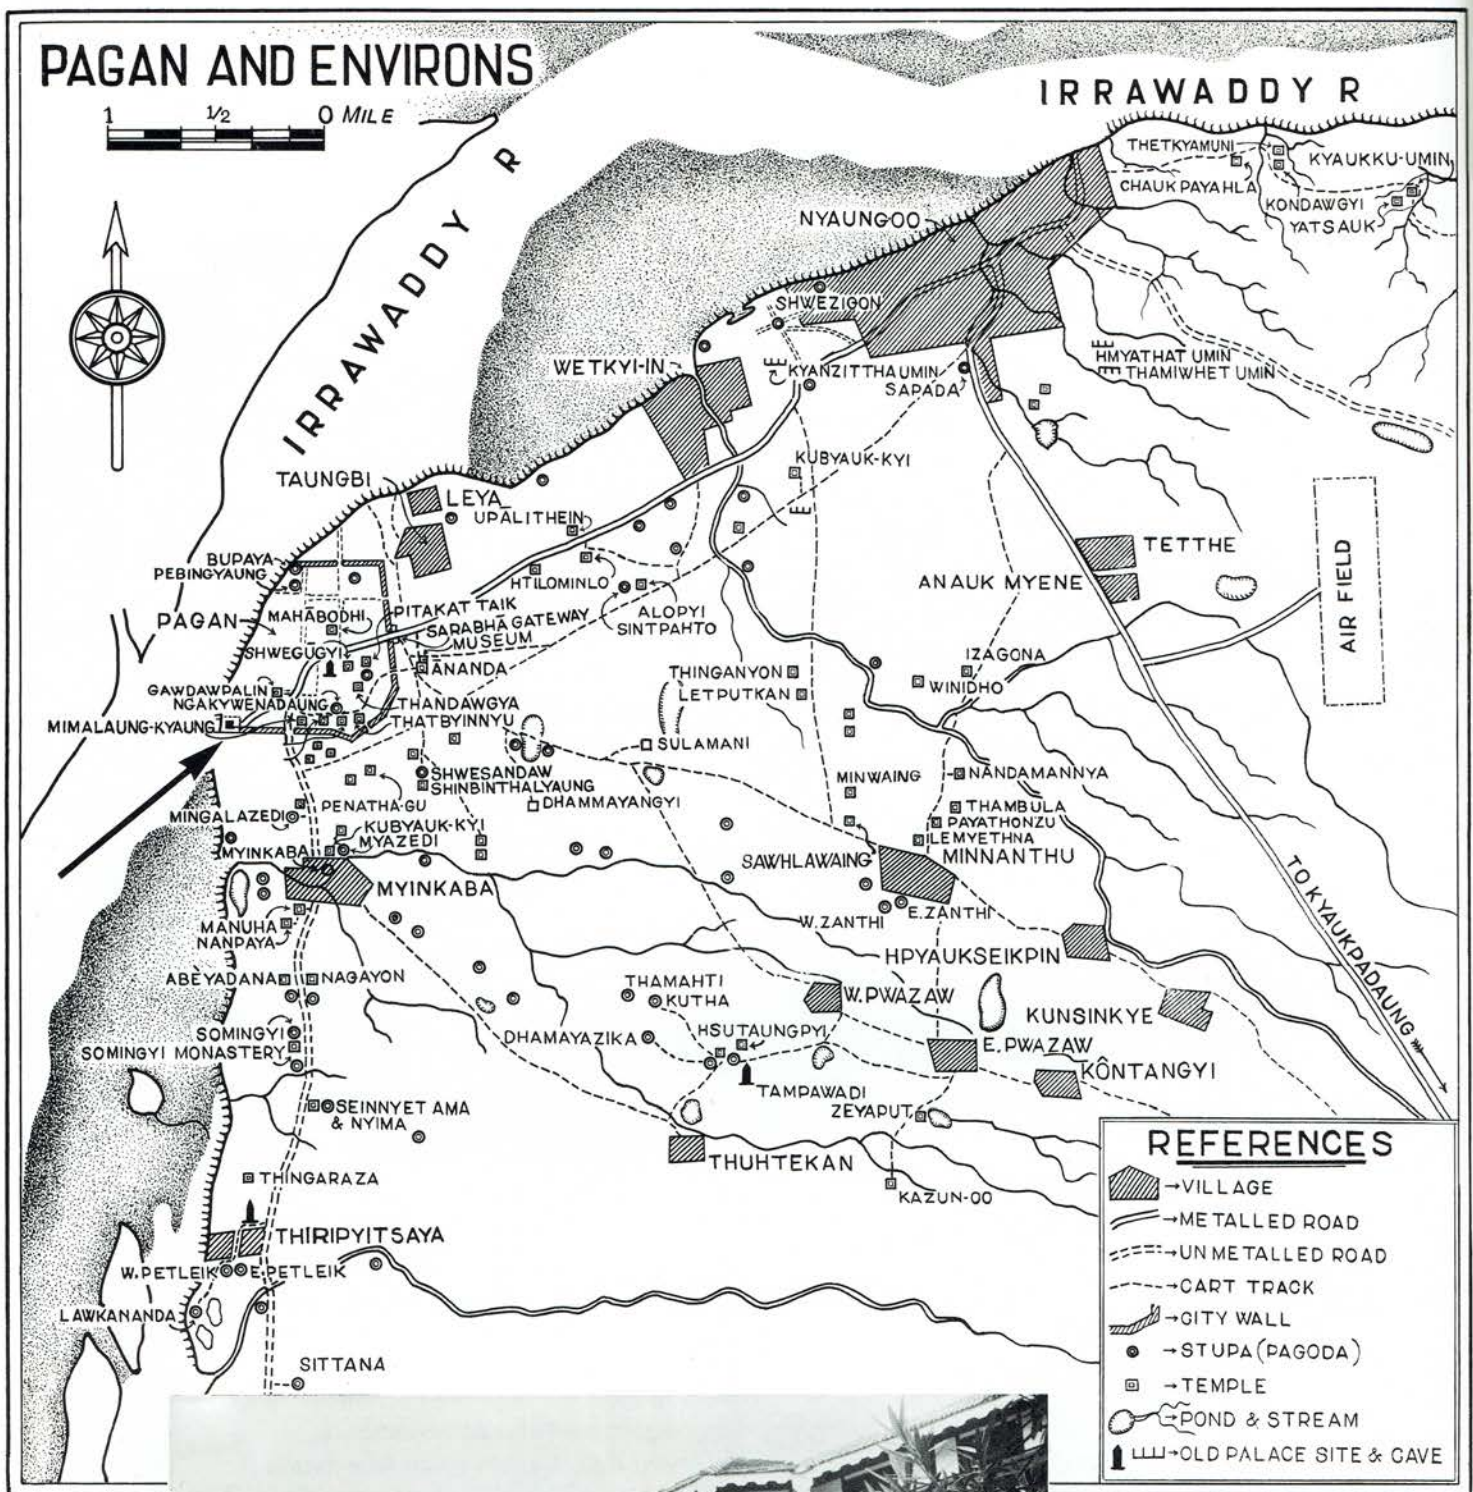 PAGAN AND ENVIRONS
1 1/2 0 MILE
IRRAWADDY R
IRRAWADDY R
THETKYAMUNI
KYAUKKU-UMIN
CHAUK PAYAHLA
KONDAWGYI
YATSAUK
NYAUNGOO
SHWEZIGON
WETKYI-IN
HMYATHAT UMIN
THAMIWHET UMIN
KYANZITTHAUMIN
SAPADA
KUBYAUK-KYI
TAUNGBI
LEYA
UPALITHEIN
TETTHE
ANAUK MYENE
AIR FIELD
BUPAYA
PEBINGYAUNG
HTILOMINLO
ALOPYI
SINTPAHTO
PAGAN
MAHĀBODHI
PITAKAT TAIK
SARABHĀ GATEWAY
MUSEUM
SHWEGUGYI
ĀNANDA
THINGANYON
LETPUTKAN
IZAGONA
WINIDHO
GAWDAWPALIN
NGAKYWENADAUNG
THANDAWGYA
THATBYINNYU
MIMALAUNG-KYAUNG
SULAMANI
SHWESANDAW
SHINBINTHALYAUNG
DHAMMAYANGYI
MINWAING
NANDAMANNYA
PENATHA-GU
MINGALAZEDI
THAMBULA
PAYATHONZU
LEMYETHNA
KUBYAUK-KYI
MYAZEDI
MYINKABA
MINNANTHU
SAWHLAWAING
MYINKABA
TO KYAUKPADAUNG
W. ZANTHI
E. ZANTHI
MANUHA
NANPAYA
HPYAUKSEIKPIN
ABEYADANA
NAGAYON
THAMAHTI
KUTHA
W. PWAZAW
KUNSINKYE
SOMINGYI
SOMINGYI MONASTERY
DHAMAYAZIKA
HSUTAUNGPYI
E. PWAZAW
KÔNTANGYI
TAMPAWADI
ZEYAPUT
SEINNYET AMA
& NYIMA
THUHTEKAN
KAZUN-OO
THINGARAZA
THIRIPYITSAYA
W. PETLEIK
E. PETLEIK
LAWKANANDA
SITTANA
REFERENCES
VILLAGE
METALLED ROAD
UNMETALLED ROAD
CART TRACK
CITY WALL
STUPA (PAGODA)
TEMPLE
POND & STREAM
OLD PALACE SITE & CAVE